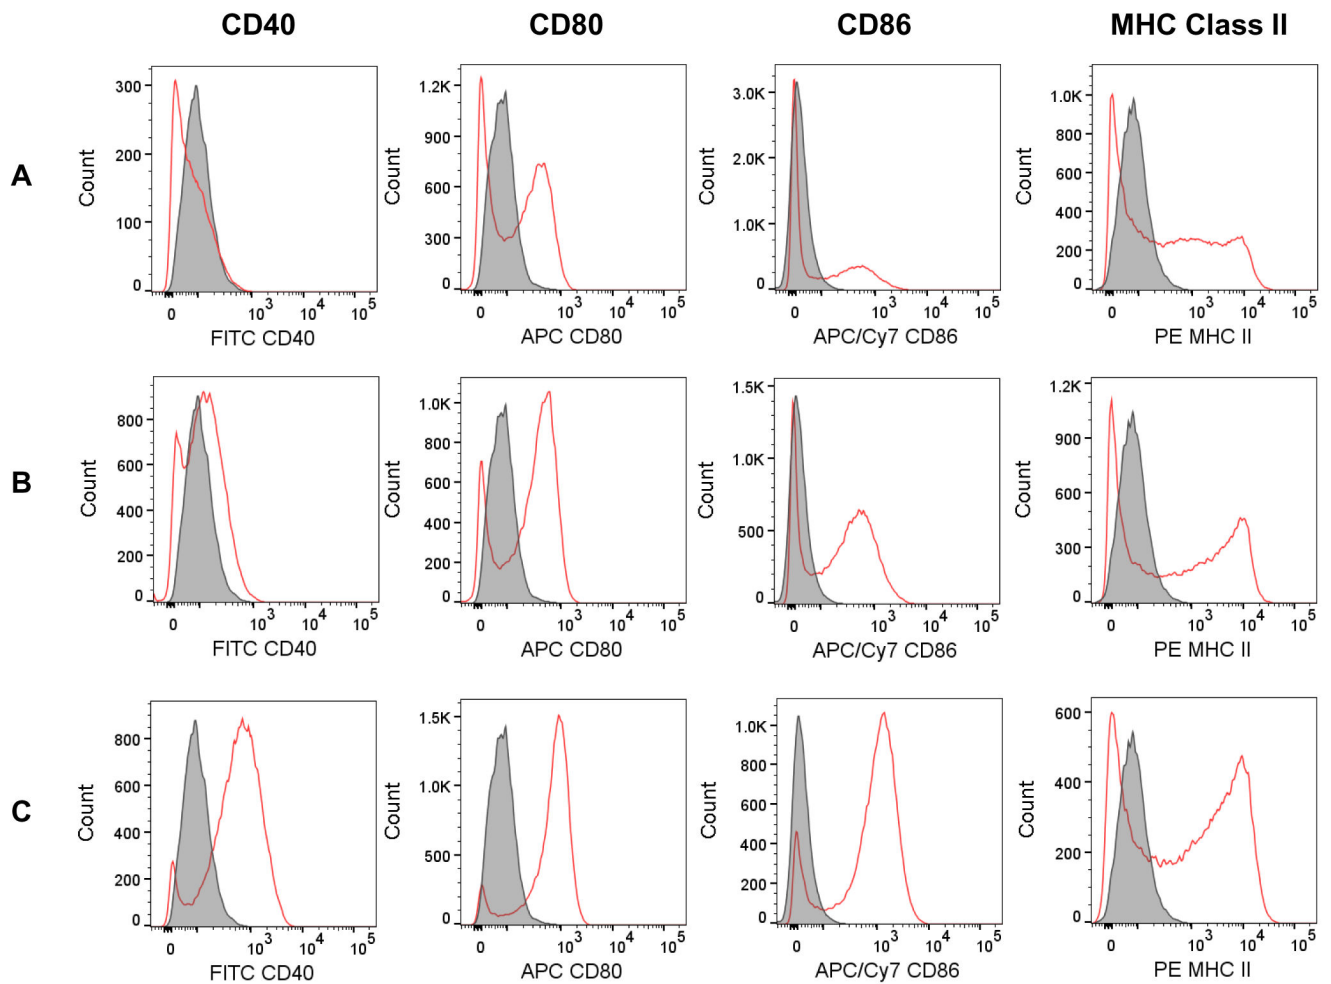 CD40 CD80 CD86 MHC Class II
A
Count 300 200 100 0
0 10^3 10^4 10^5
FITC CD40
Count 1.2K 900 600 300 0
0 10^3 10^4 10^5
APC CD80
Count 3.0K 2.0K 1.0K 0
0 10^3 10^4 10^5
APC/Cy7 CD86
Count 1.0K 800 600 400 200 0
0 10^3 10^4 10^5
PE MHC II
B
Count 800 600 400 200 0
0 10^3 10^4 10^5
FITC CD40
Count 1.0K 800 600 400 200 0
0 10^3 10^4 10^5
APC CD80
Count 1.5K 1.0K 500 0
0 10^3 10^4 10^5
APC/Cy7 CD86
Count 1.2K 900 600 300 0
0 10^3 10^4 10^5
PE MHC II
C
Count 800 600 400 200 0
0 10^3 10^4 10^5
FITC CD40
Count 1.5K 1.0K 500 0
0 10^3 10^4 10^5
APC CD80
Count 1.0K 800 600 400 200 0
0 10^3 10^4 10^5
APC/Cy7 CD86
Count 600 400 200 0
0 10^3 10^4 10^5
PE MHC II